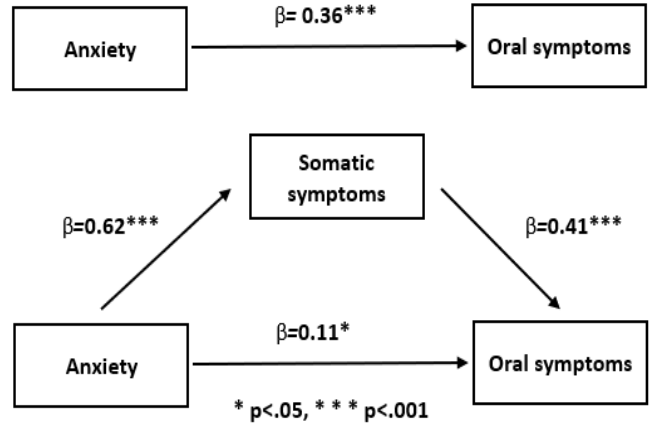 β= 0.36***
Anxiety
Oral symptoms
Somatic
symptoms
β=0.62***
β=0.41***
β=0.11*
Anxiety
Oral symptoms
* p<.05, * * * p<.001